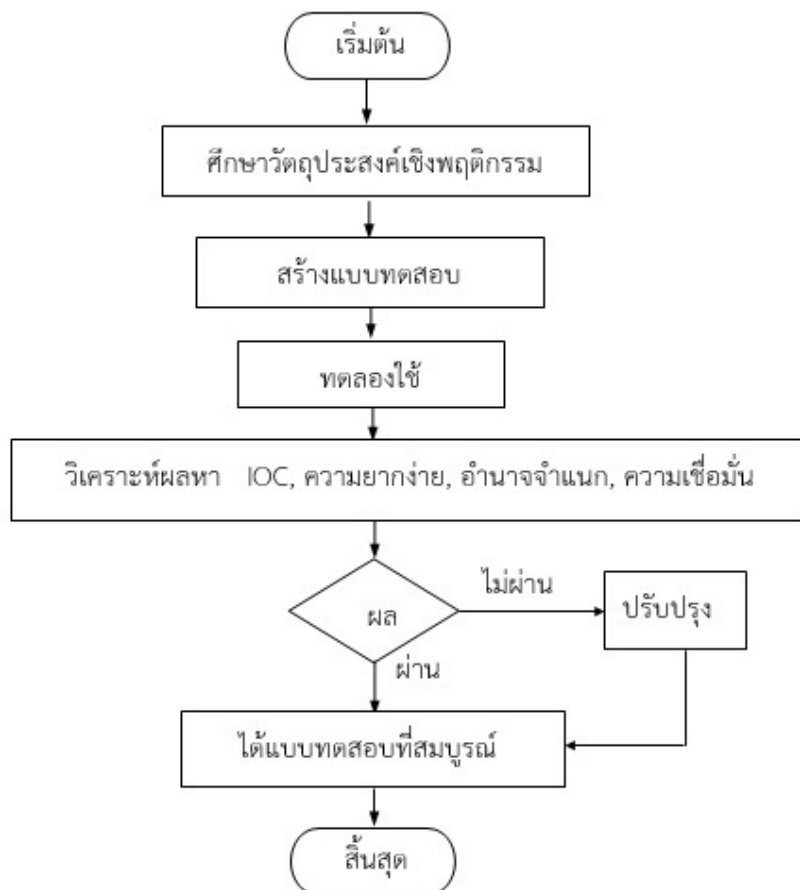 เริ่มต้น
ศึกษาวัตถุประสงค์เชิงพฤติกรรม
สร้างแบบทดสอบ
ทดลองใช้
วิเคราะห์ผลหา IOC, ความยากง่าย, อำนาจจำแนก, ความเชื่อมั่น
ผล
ไม่ผ่าน
ปรับปรุง
ผ่าน
ได้แบบทดสอบที่สมบูรณ์
สิ้นสุด